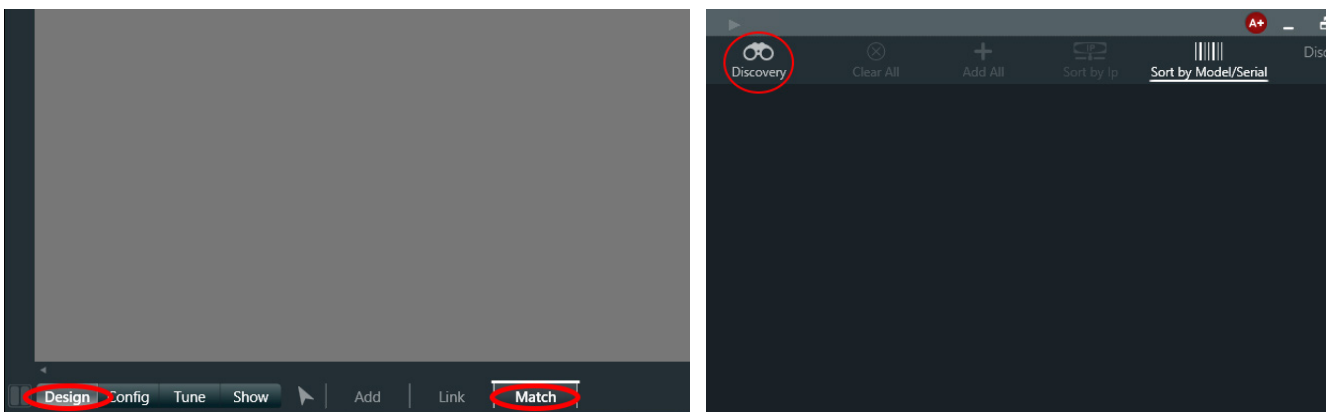 Design Config Tune Show Add Link Match
A+
Discovery Clear All Add All Sort by Ip Sort by Model/Serial
IP